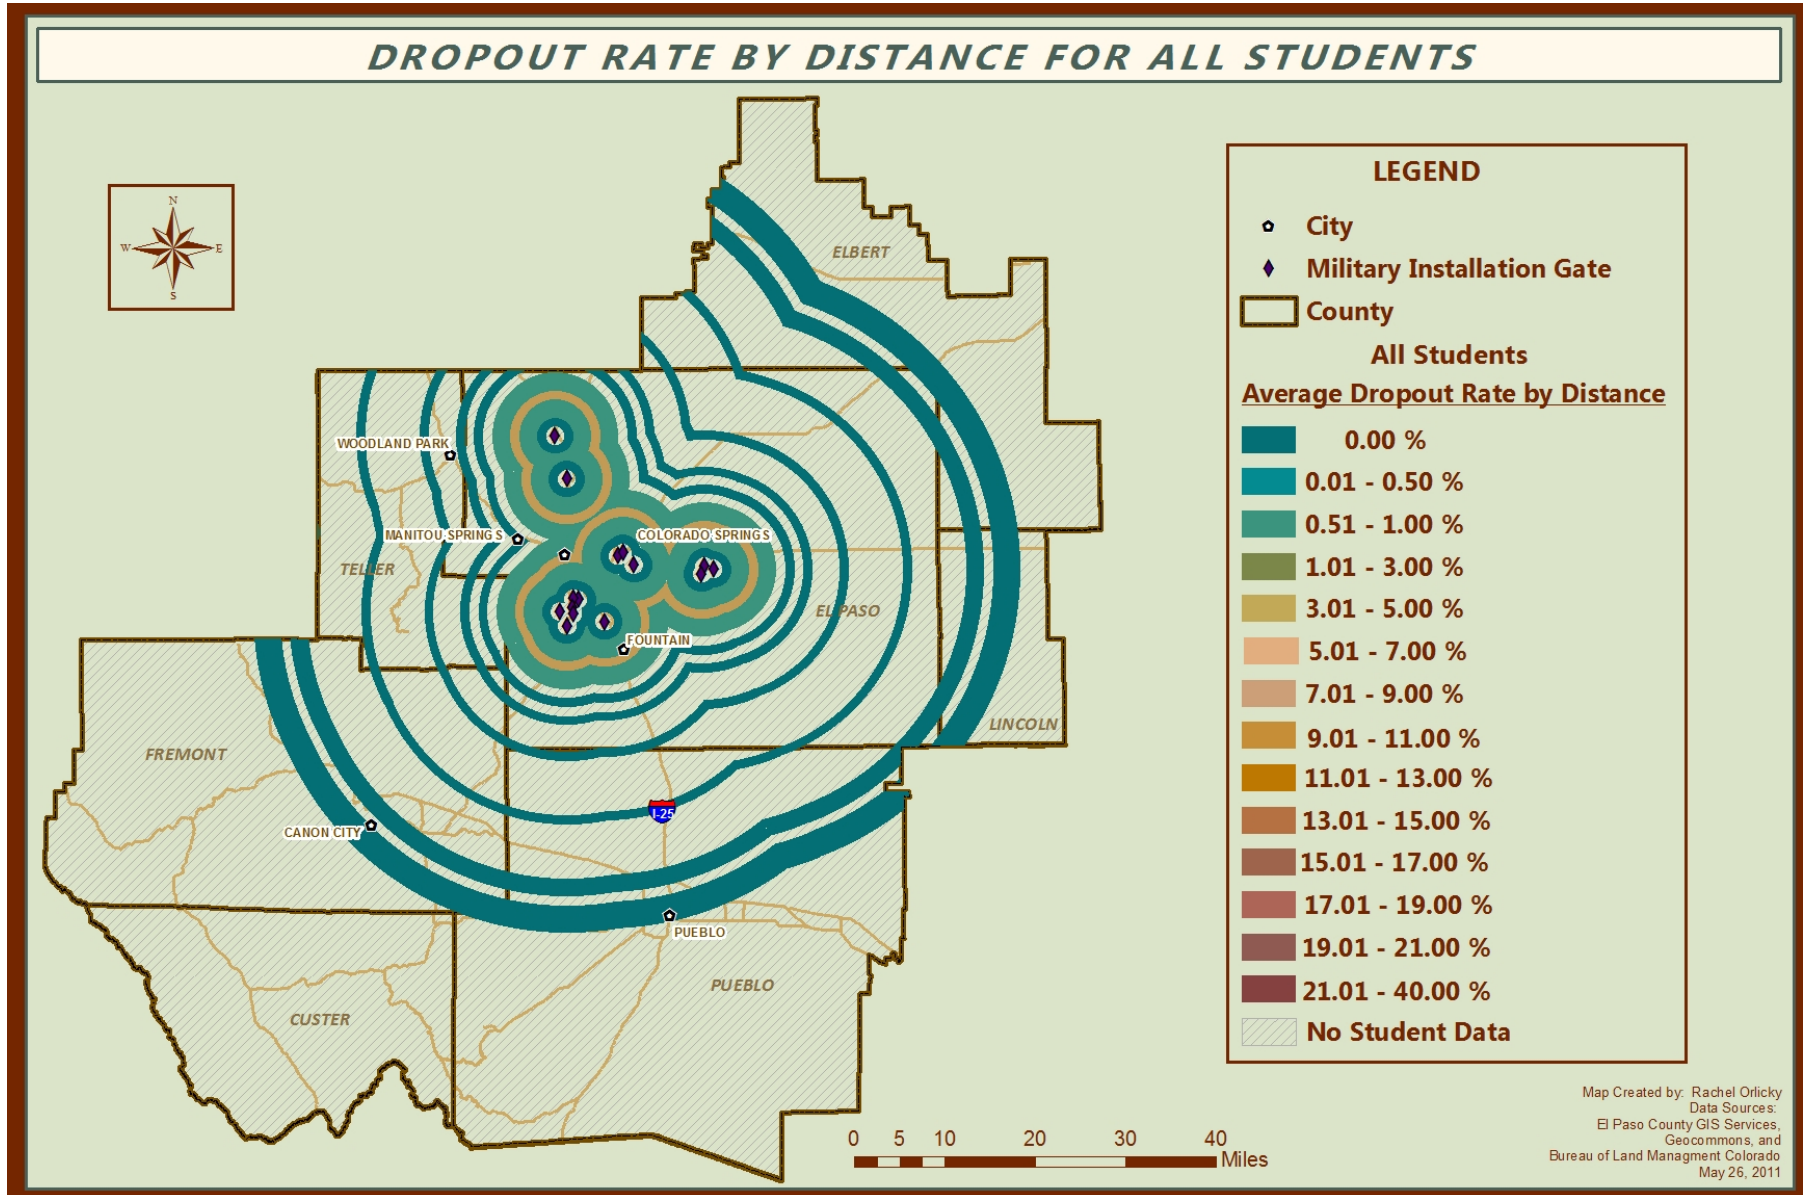 DROPOUT RATE BY DISTANCE FOR ALL STUDENTS
N
W
E
S
ELBERT
WOODLAND PARK
MANITOU SPRINGS
COLORADO SPRINGS
TELLER
EL PASO
FOUNTAIN
LINCOLN
FREMONT
I-25
CANON CITY
PUEBLO
PUEBLO
CUSTER
LEGEND
City
Military Installation Gate
County
All Students
Average Dropout Rate by Distance
0.00 %
0.01 - 0.50 %
0.51 - 1.00 %
1.01 - 3.00 %
3.01 - 5.00 %
5.01 - 7.00 %
7.01 - 9.00 %
9.01 - 11.00 %
11.01 - 13.00 %
13.01 - 15.00 %
15.01 - 17.00 %
17.01 - 19.00 %
19.01 - 21.00 %
21.01 - 40.00 %
No Student Data
0 5 10 20 30 40
Miles
Map Created by: Rachel Orlicky
Data Sources:
El Paso County GIS Services,
Geocommons, and
Bureau of Land Managment Colorado
May 26, 2011